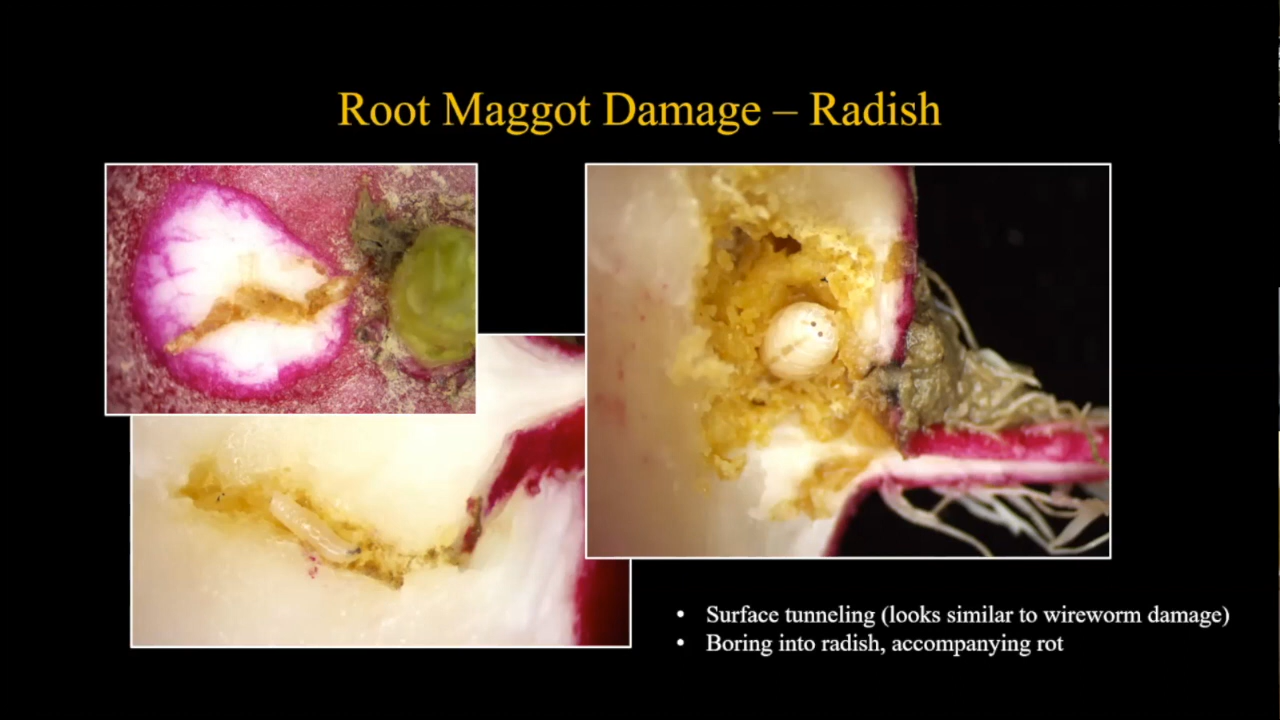 Root Maggot Damage – Radish
• Surface tunneling (looks similar to wireworm damage)
• Boring into radish, accompanying rot